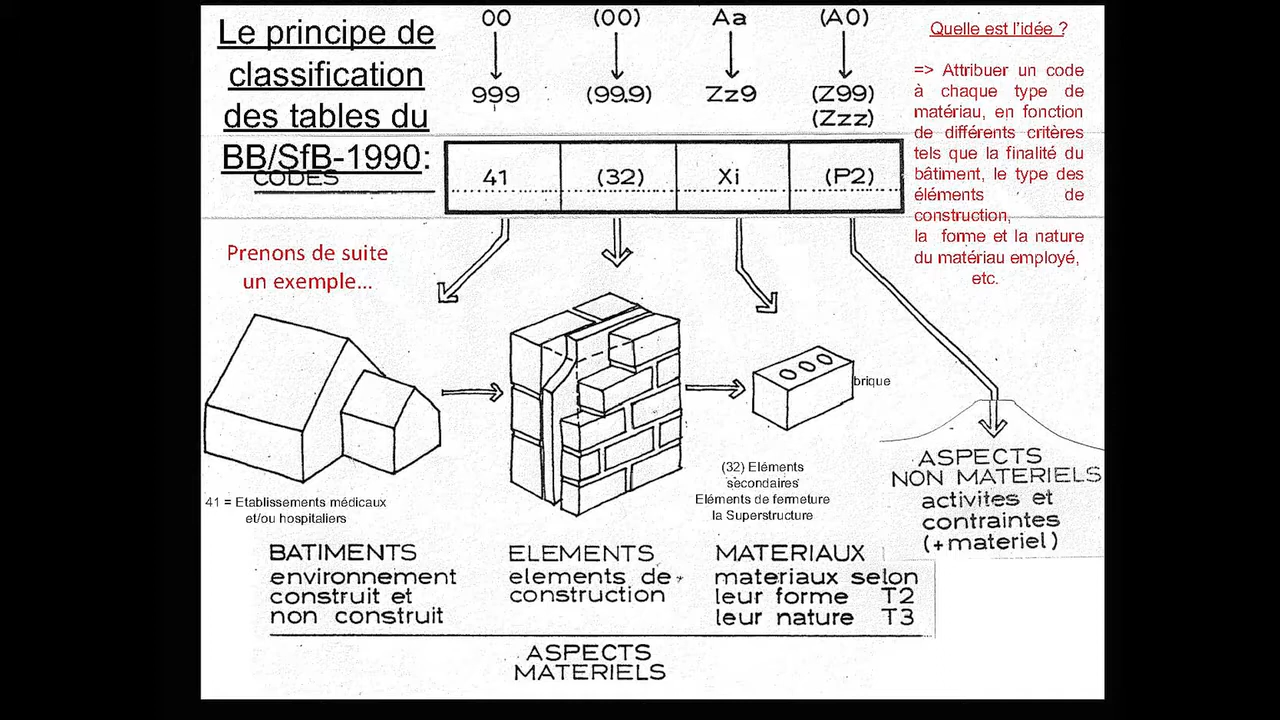 Le principe de
classification
des tables du
BB/SfB-1990:
00 (00) Aa (A0)
999 (99.9) Zz9 (Z99)
(Zzz)
CODES
41 (32) Xi (P2)
Quelle est l'idée ?
=> Attribuer un code
à chaque type de
matériau, en fonction
de différents critères
tels que la finalité du
bâtiment, le type des
éléments de
construction,
la forme et la nature
du matériau employé,
etc.
Prenons de suite
un exemple...
brique
41 = Etablissements médicaux
et/ou hospitaliers
(32) Eléments
secondaires
Eléments de fermeture
la Superstructure
ASPECTS
NON MATERIELS
activites et
contraintes
(+materiel)
BATIMENTS
environnement
construit et
non construit
ELEMENTS
elements de
construction
MATERIAUX
materiaux selon
leur forme T2
leur nature T3
ASPECTS
MATERIELS